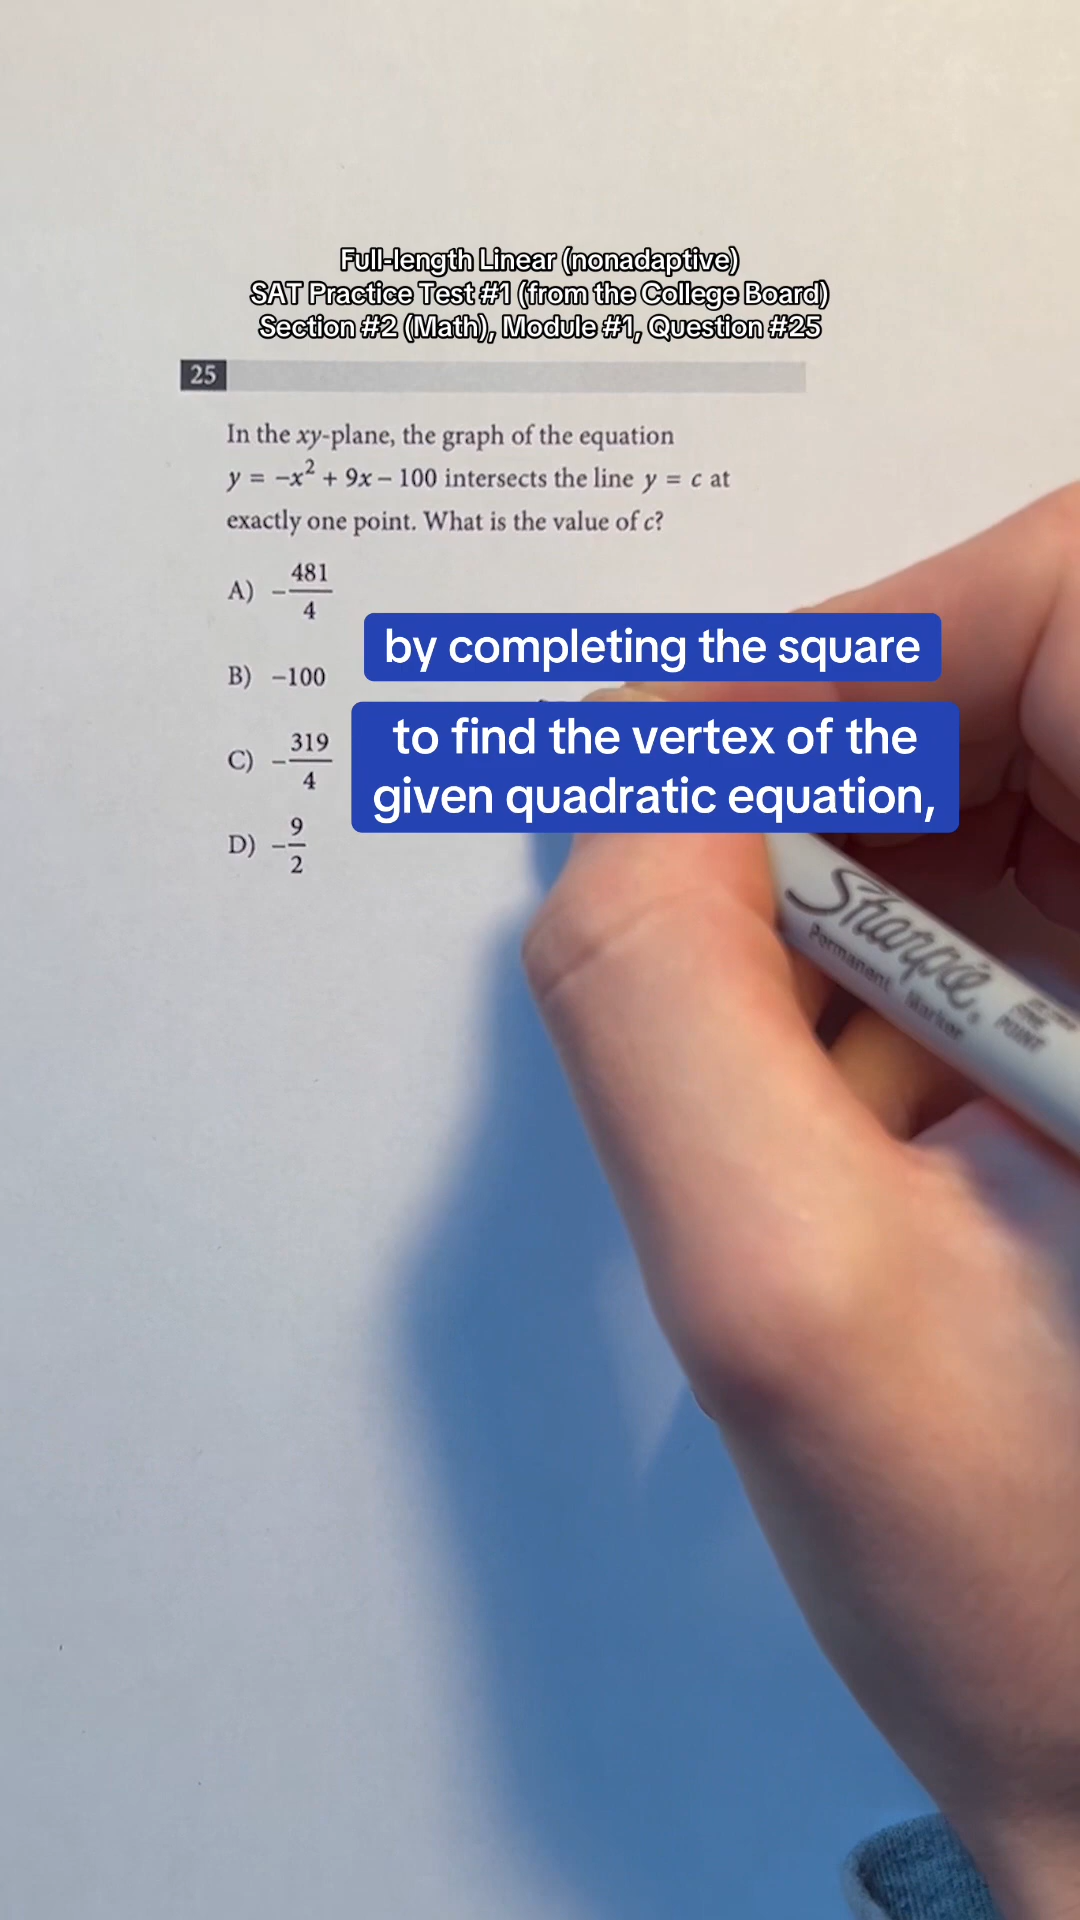 Full-length Linear (nonadaptive)
SAT Practice Test #1 (from the College Board)
Section #2 (Math), Module #1, Question #25
25
In the xy-plane, the graph of the equation
y = −x² + 9x − 100 intersects the line y = c at
exactly one point. What is the value of c?
A) −481/4
by completing the square
B) −100
to find the vertex of the
given quadratic equation,
C) −319/4
D) −9/2
Sharpie.
Permanent Marker
FINE
POINT